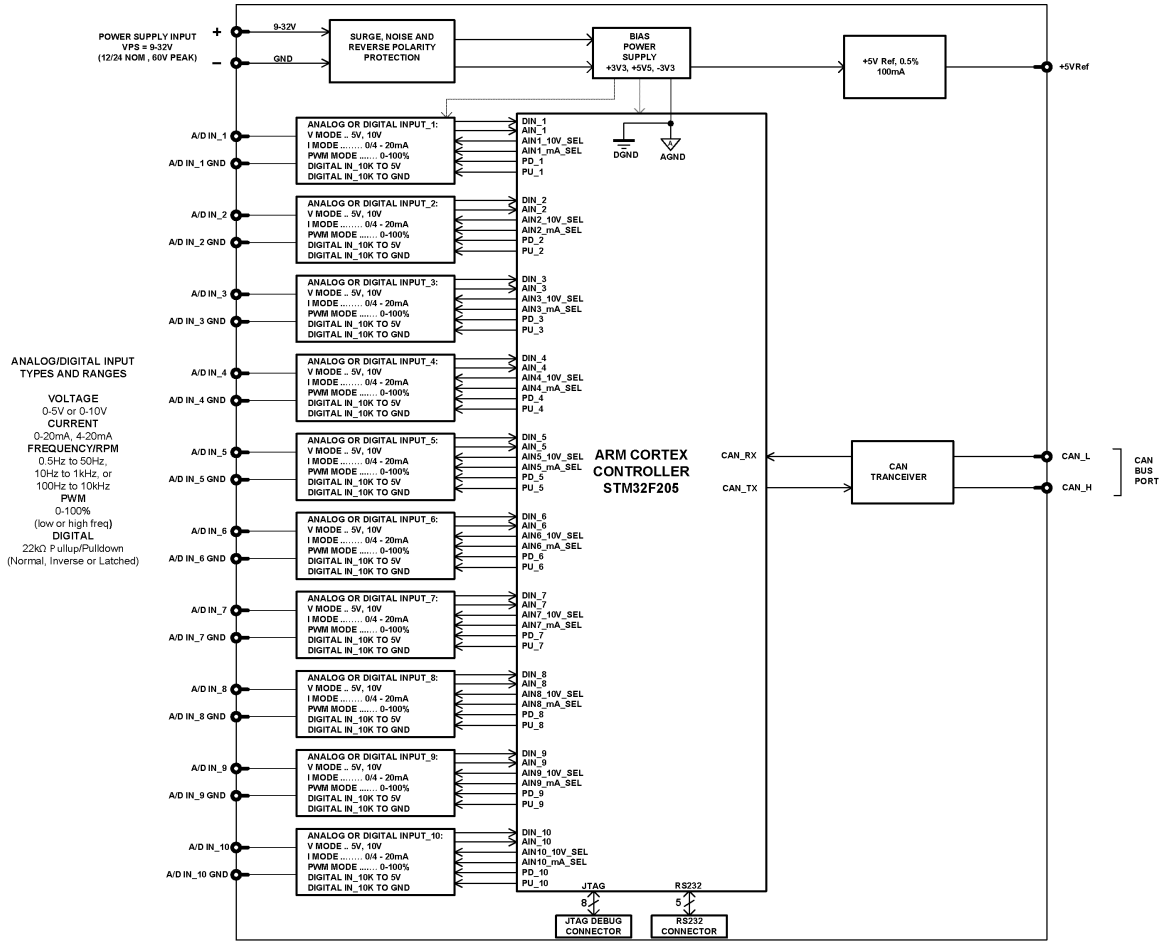 POWER SUPPLY INPUT
VPS = 9-32V
(12/24 NOM , 60V PEAK)
+
−
9-32V
GND
SURGE, NOISE AND
REVERSE POLARITY
PROTECTION
BIAS
POWER
SUPPLY
+3V3, +5V5, -3V3
+5V Ref, 0.5%
100mA
+5VRef
DGND
A
AGND
A/D IN_1
A/D IN_1 GND
ANALOG OR DIGITAL INPUT_1:
V MODE .. 5V, 10V
I MODE ........ 0/4 - 20mA
PWM MODE ....... 0-100%
DIGITAL IN_10K TO 5V
DIGITAL IN_10K TO GND
DIN_1
AIN_1
AIN1_10V_SEL
AIN1_mA_SEL
PD_1
PU_1
A/D IN_2
A/D IN_2 GND
ANALOG OR DIGITAL INPUT_2:
V MODE .. 5V, 10V
I MODE ........ 0/4 - 20mA
PWM MODE ....... 0-100%
DIGITAL IN_10K TO 5V
DIGITAL IN_10K TO GND
DIN_2
AIN_2
AIN2_10V_SEL
AIN2_mA_SEL
PD_2
PU_2
A/D IN_3
A/D IN_3 GND
ANALOG OR DIGITAL INPUT_3:
V MODE .. 5V, 10V
I MODE ........ 0/4 - 20mA
PWM MODE ....... 0-100%
DIGITAL IN_10K TO 5V
DIGITAL IN_10K TO GND
DIN_3
AIN_3
AIN3_10V_SEL
AIN3_mA_SEL
PD_3
PU_3
A/D IN_4
A/D IN_4 GND
ANALOG OR DIGITAL INPUT_4:
V MODE .. 5V, 10V
I MODE ........ 0/4 - 20mA
PWM MODE ....... 0-100%
DIGITAL IN_10K TO 5V
DIGITAL IN_10K TO GND
DIN_4
AIN_4
AIN4_10V_SEL
AIN4_mA_SEL
PD_4
PU_4
ANALOG/DIGITAL INPUT
TYPES AND RANGES
VOLTAGE
0-5V or 0-10V
CURRENT
0-20mA, 4-20mA
FREQUENCY/RPM
0.5Hz to 50Hz,
10Hz to 1kHz, or
100Hz to 10kHz
PWM
0-100%
(low or high freq)
DIGITAL
22kΩ Pullup/Pulldown
(Normal, Inverse or Latched)
A/D IN_5
A/D IN_5 GND
ANALOG OR DIGITAL INPUT_5:
V MODE .. 5V, 10V
I MODE ........ 0/4 - 20mA
PWM MODE ....... 0-100%
DIGITAL IN_10K TO 5V
DIGITAL IN_10K TO GND
DIN_5
AIN_5
AIN5_10V_SEL
AIN5_mA_SEL
PD_5
PU_5
ARM CORTEX
CONTROLLER
STM32F205
CAN_RX
CAN_TX
CAN
TRANCEIVER
CAN_L
CAN_H
CAN
BUS
PORT
A/D IN_6
A/D IN_6 GND
ANALOG OR DIGITAL INPUT_6:
V MODE .. 5V, 10V
I MODE ........ 0/4 - 20mA
PWM MODE ....... 0-100%
DIGITAL IN_10K TO 5V
DIGITAL IN_10K TO GND
DIN_6
AIN_6
AIN6_10V_SEL
AIN6_mA_SEL
PD_6
PU_6
A/D IN_7
A/D IN_7 GND
ANALOG OR DIGITAL INPUT_7:
V MODE .. 5V, 10V
I MODE ........ 0/4 - 20mA
PWM MODE ....... 0-100%
DIGITAL IN_10K TO 5V
DIGITAL IN_10K TO GND
DIN_7
AIN_7
AIN7_10V_SEL
AIN7_mA_SEL
PD_7
PU_7
A/D IN_8
A/D IN_8 GND
ANALOG OR DIGITAL INPUT_8:
V MODE .. 5V, 10V
I MODE ........ 0/4 - 20mA
PWM MODE ....... 0-100%
DIGITAL IN_10K TO 5V
DIGITAL IN_10K TO GND
DIN_8
AIN_8
AIN8_10V_SEL
AIN8_mA_SEL
PD_8
PU_8
A/D IN_9
A/D IN_9 GND
ANALOG OR DIGITAL INPUT_9:
V MODE .. 5V, 10V
I MODE ........ 0/4 - 20mA
PWM MODE ....... 0-100%
DIGITAL IN_10K TO 5V
DIGITAL IN_10K TO GND
DIN_9
AIN_9
AIN9_10V_SEL
AIN9_mA_SEL
PD_9
PU_9
A/D IN_10
A/D IN_10 GND
ANALOG OR DIGITAL INPUT_10:
V MODE .. 5V, 10V
I MODE ........ 0/4 - 20mA
PWM MODE ....... 0-100%
DIGITAL IN_10K TO 5V
DIGITAL IN_10K TO GND
DIN_10
AIN_10
AIN10_10V_SEL
AIN10_mA_SEL
PD_10
PU_10
JTAG
RS232
8
5
JTAG DEBUG
CONNECTOR
RS232
CONNECTOR